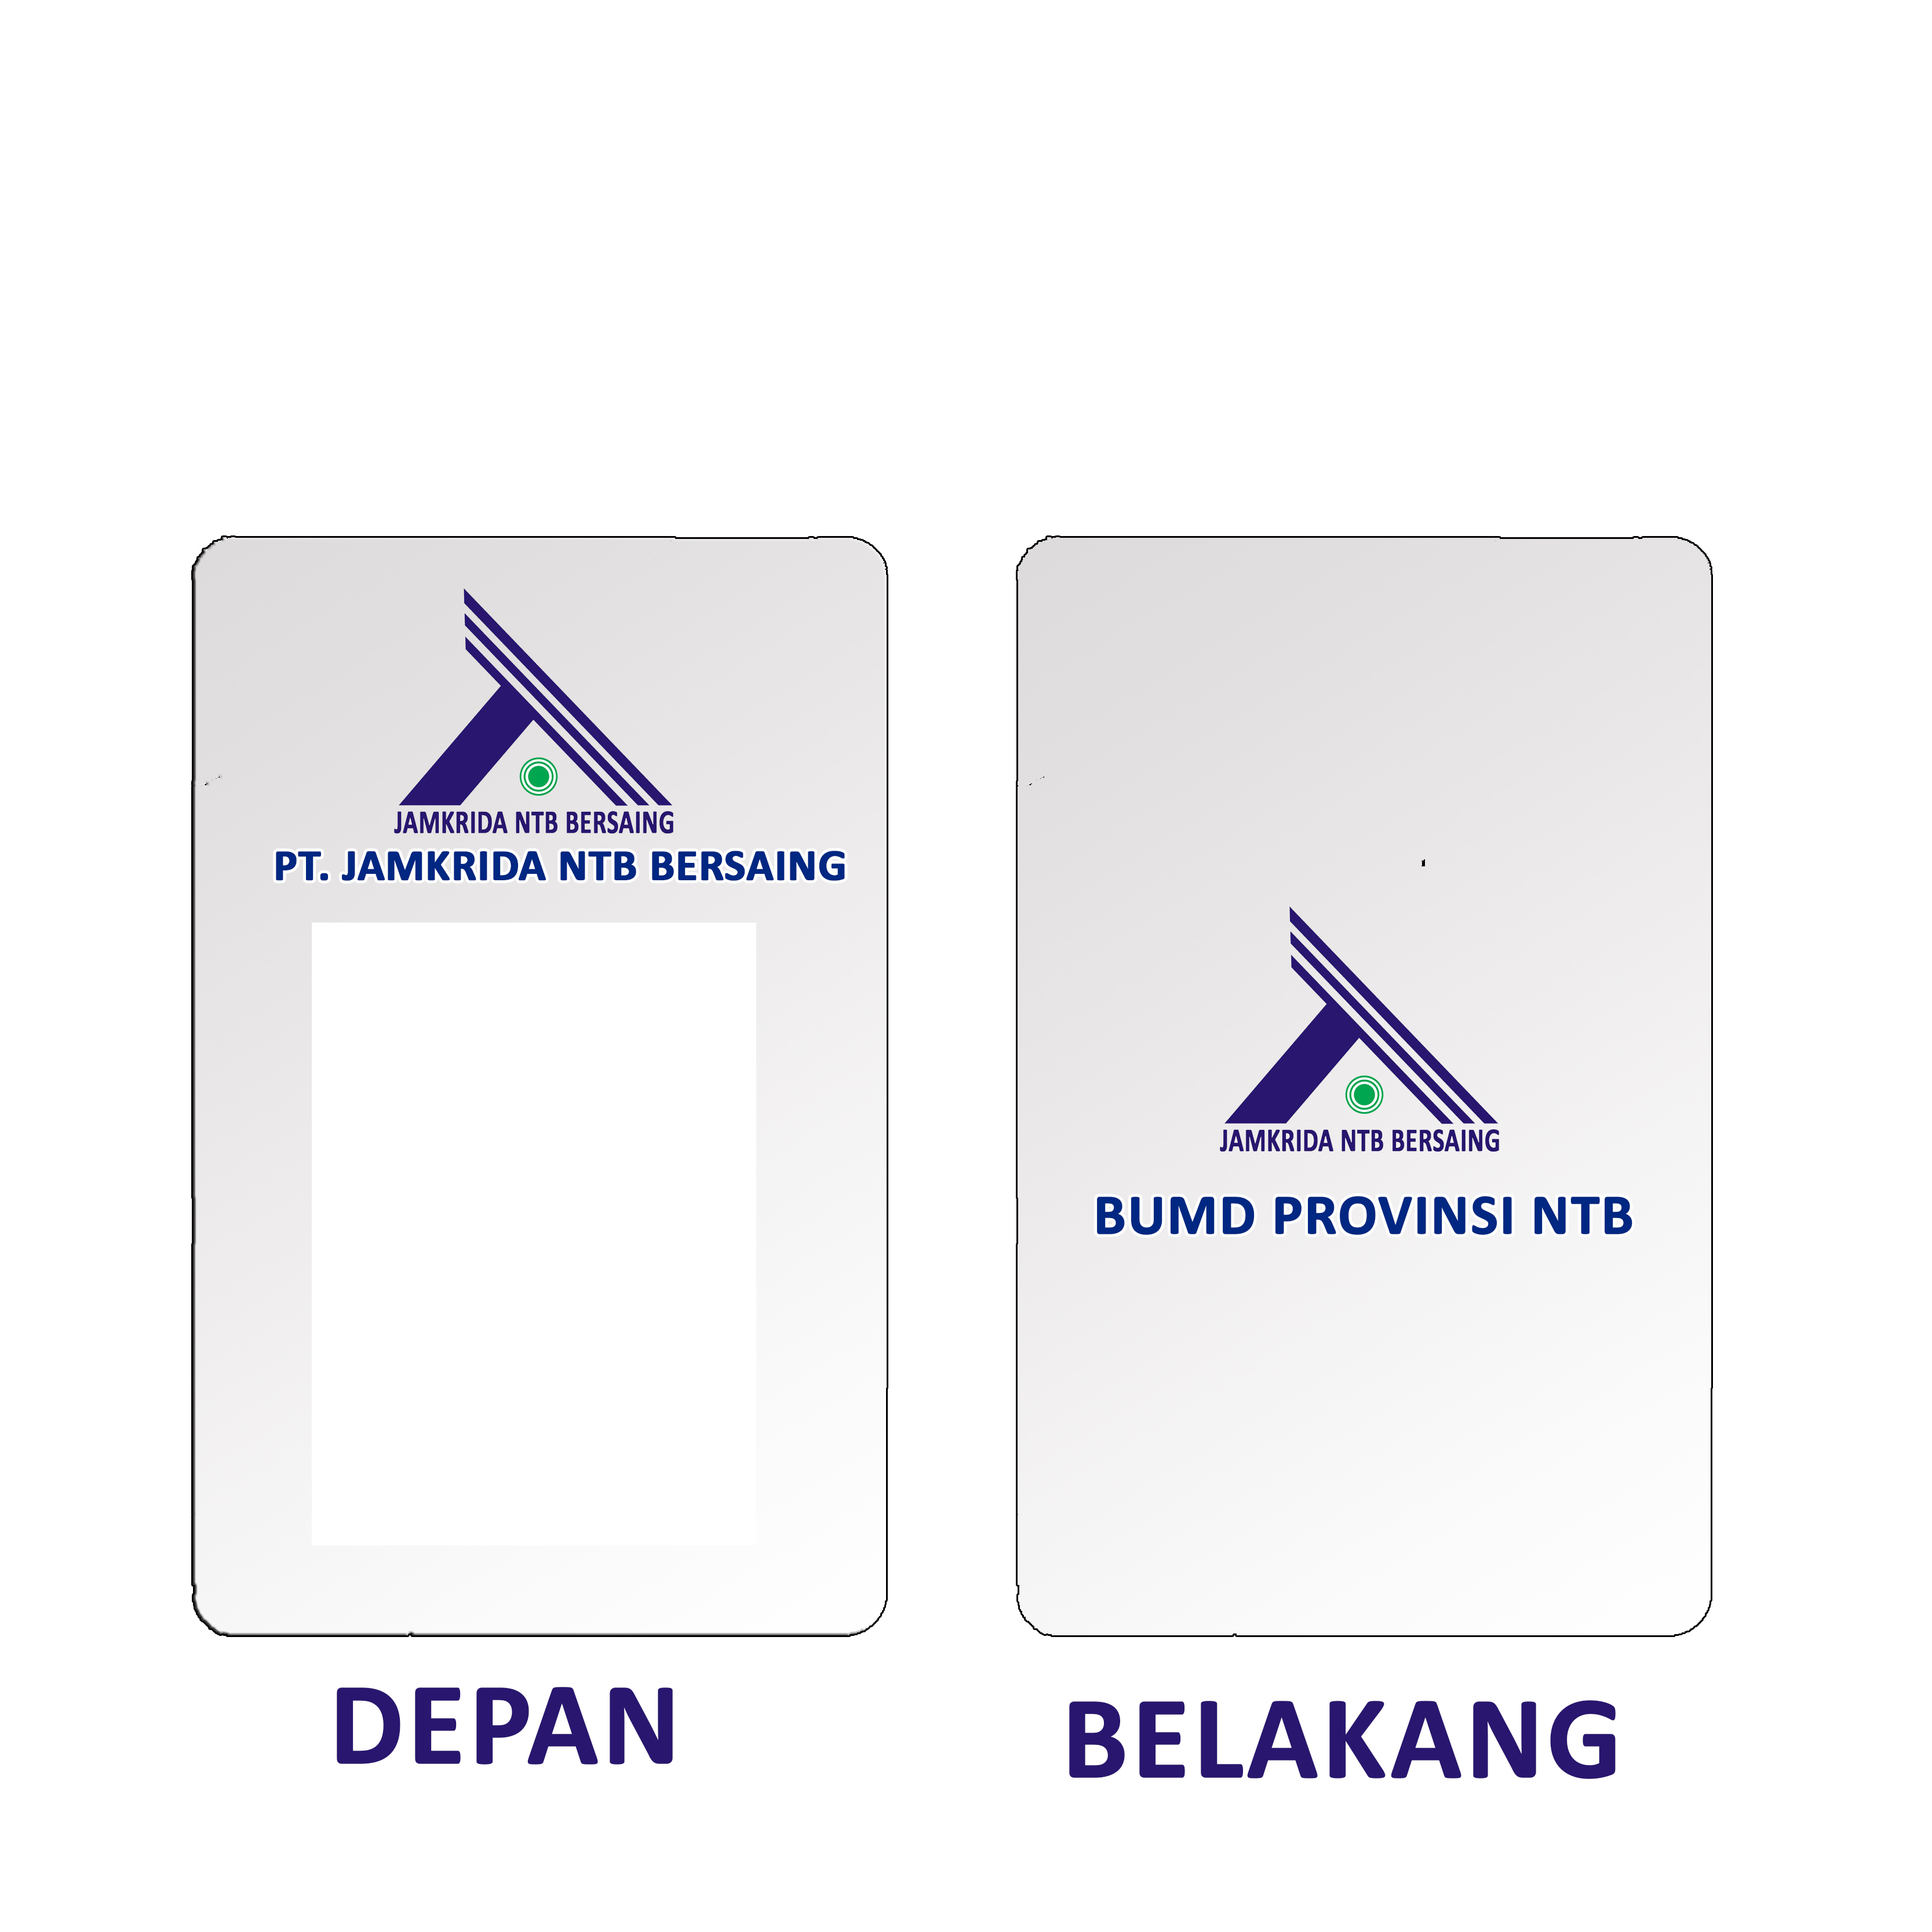 JAMKRIDA NTB BERSAING
PT. JAMKRIDA NTB BERSAING
DEPAN
JAMKRIDA NTB BERSAING
BUMD PROVINSI NTB
BELAKANG